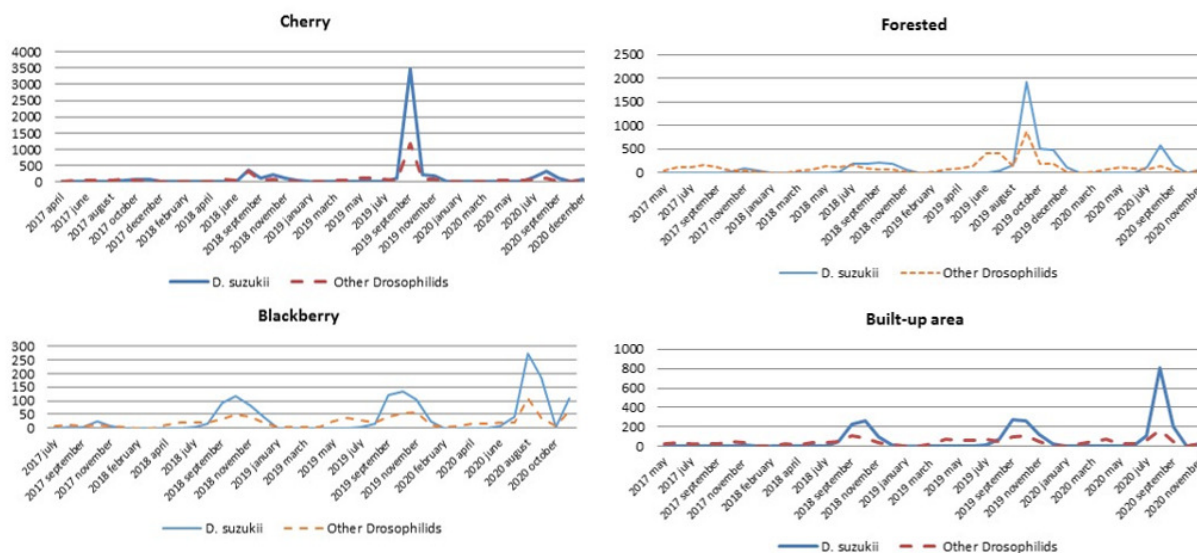 Cherry
4000
3500
3000
2500
2000
1500
1000
500
0
2017 april
2017 june
2017 august
2017 october
2017 december
2018 february
2018 april
2018 june
2018 september
2018 november
2019 january
2019 march
2019 may
2019 july
2019 september
2019 november
2020 january
2020 march
2020 may
2020 july
2020 september
2020 december
D. suzukii
Other Drosophilids
Forested
2500
2000
1500
1000
500
0
2017 may
2017 july
2017 september
2017 november
2018 january
2018 march
2018 may
2018 july
2018 september
2018 november
2019 february
2019 april
2019 june
2019 august
2019 october
2019 december
2020 march
2020 may
2020 july
2020 september
2020 november
D. suzukii
Other Drosophilids
Blackberry
300
250
200
150
100
50
0
2017 july
2017 september
2017 november
2018 february
2018 april
2018 july
2018 september
2018 november
2019 january
2019 march
2019 may
2019 july
2019 september
2019 november
2020 february
2020 april
2020 june
2020 august
2020 october
D. suzukii
Other Drosophilids
Built-up area
1000
800
600
400
200
0
2017 may
2017 july
2017 september
2017 november
2018 february
2018 april
2018 july
2018 september
2018 november
2019 january
2019 march
2019 may
2019 july
2019 september
2019 november
2020 january
2020 march
2020 may
2020 july
2020 september
2020 november
D. suzukii
Other Drosophilids